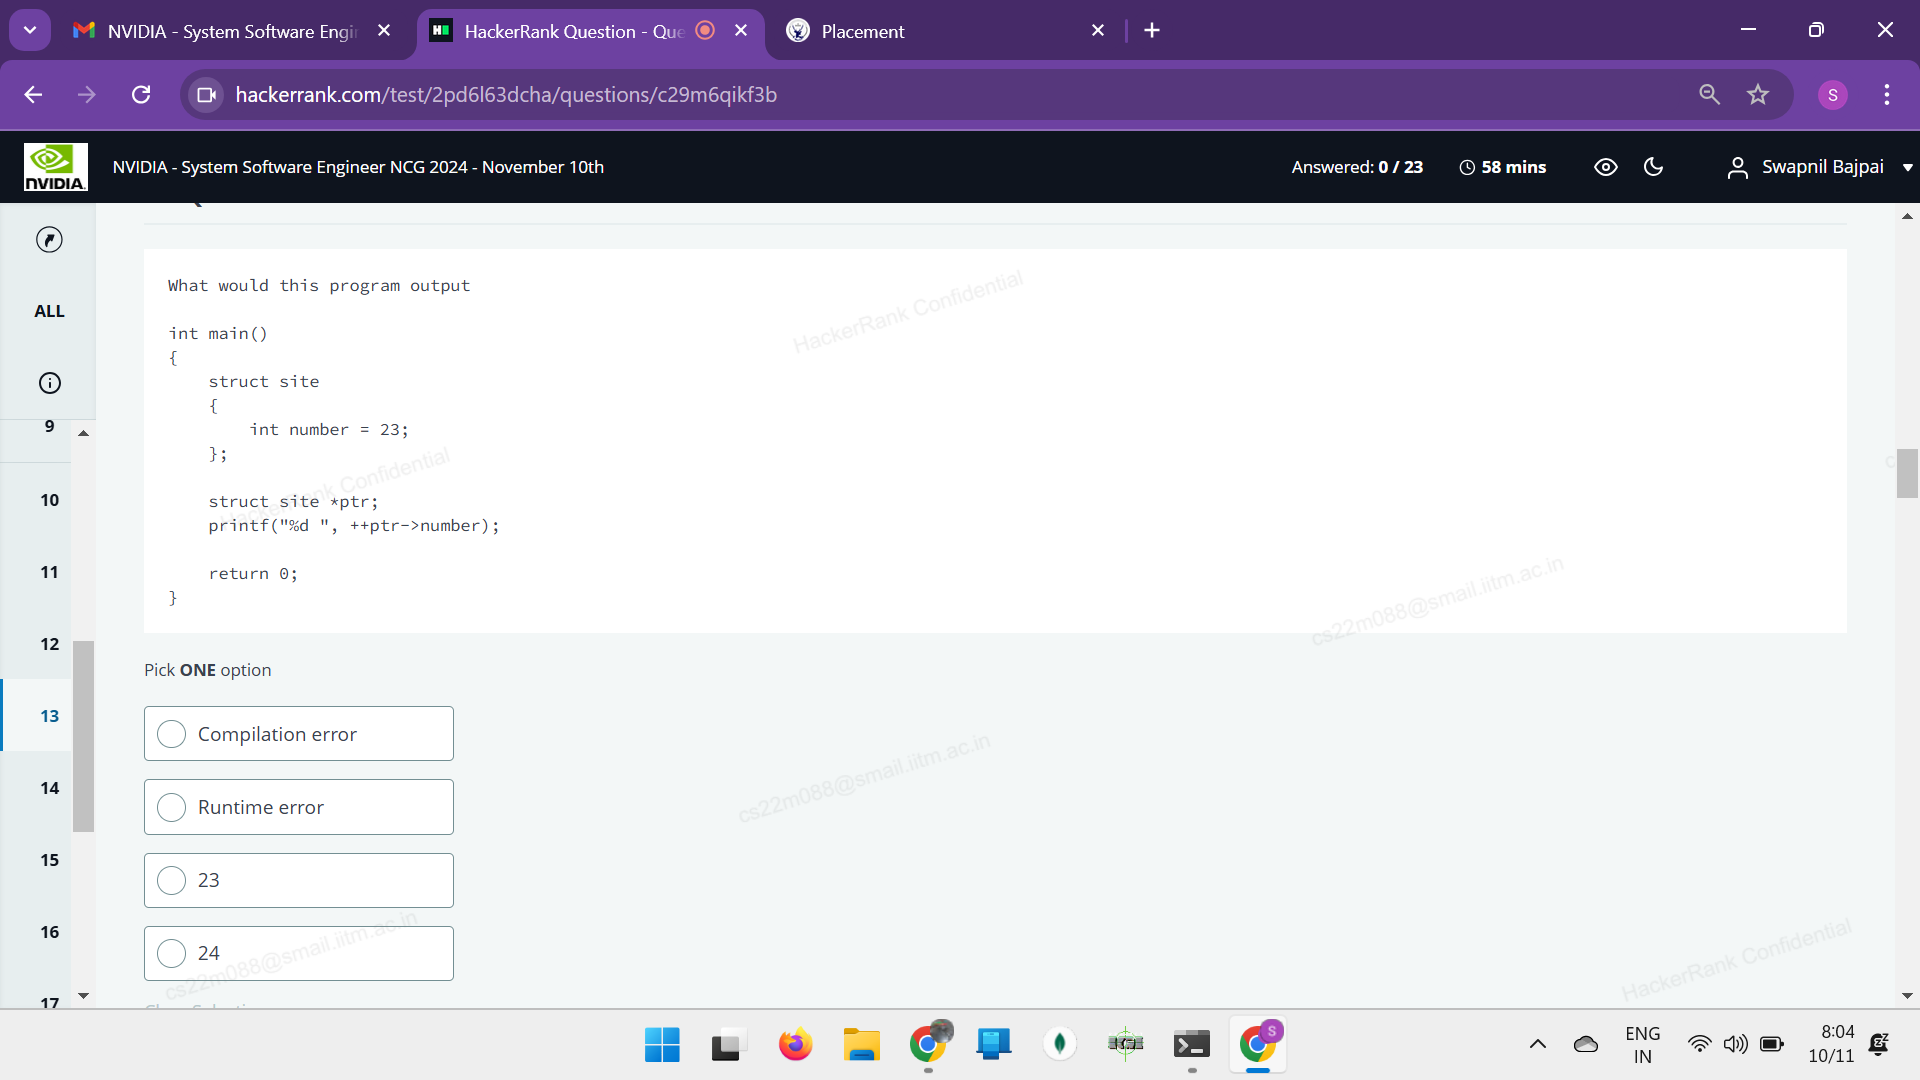 NVIDIA - System Software Engir
HackerRank Question - Que
Placement
hackerrank.com/test/2pd6l63dcha/questions/c29m6qikf3b
S
NVIDIA
NVIDIA - System Software Engineer NCG 2024 - November 10th
Answered: 0 / 23
58 mins
Swapnil Bajpai
ALL
9
10
11
12
13
14
15
16
17
What would this program output
int main()
{
struct site
{
int number = 23;
};
struct site *ptr;
printf("%d ", ++ptr->number);
return 0;
}
Pick ONE option
Compilation error
Runtime error
23
24
HackerRank Confidential
HackerRank Confidential
cs22m088@smail.iitm.ac.in
cs22m088@smail.iitm.ac.in
cs22m088@smail.iitm.ac.in
HackerRank Confidential
S
ENG
IN
8:04
10/11